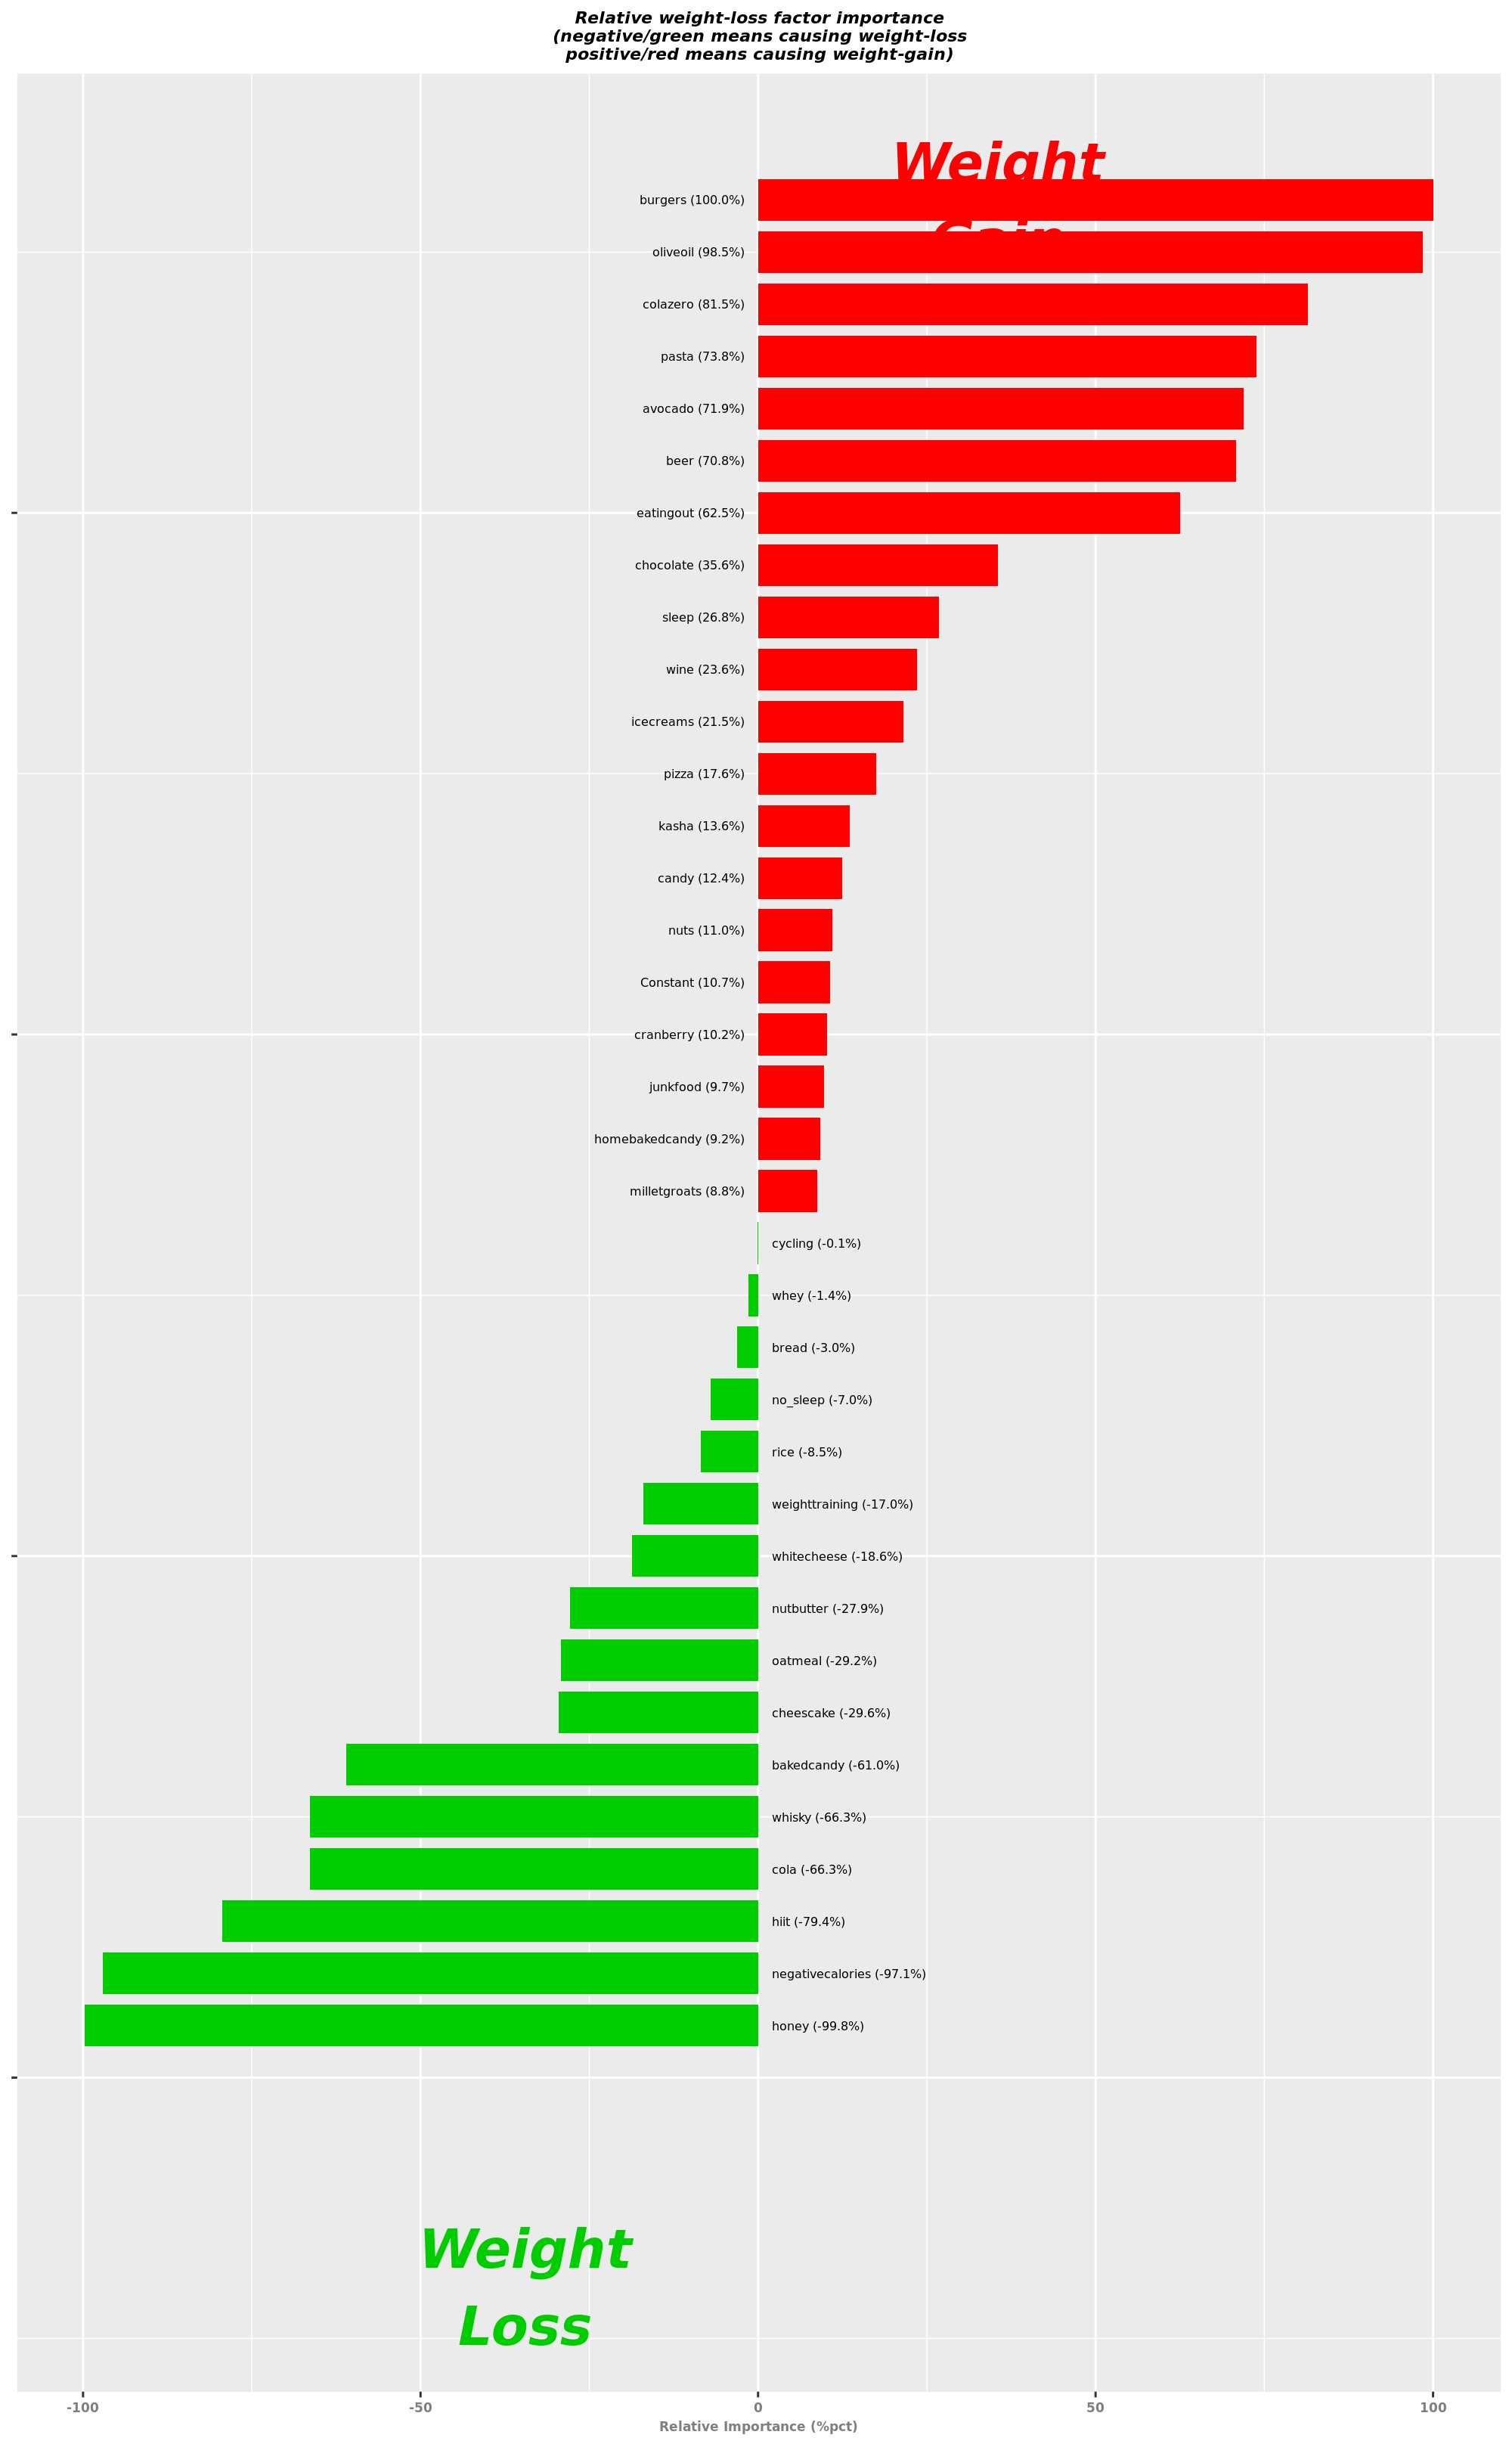 Relative weight-loss factor importance
(negative/green means causing weight-loss
positive/red means causing weight-gain)
Weight
Gain
burgers (100.0%)
oliveoil (98.5%)
colazero (81.5%)
pasta (73.8%)
avocado (71.9%)
beer (70.8%)
eatingout (62.5%)
chocolate (35.6%)
sleep (26.8%)
wine (23.6%)
icecreams (21.5%)
pizza (17.6%)
kasha (13.6%)
candy (12.4%)
nuts (11.0%)
Constant (10.7%)
cranberry (10.2%)
junkfood (9.7%)
homebakedcandy (9.2%)
milletgroats (8.8%)
cycling (-0.1%)
whey (-1.4%)
bread (-3.0%)
no_sleep (-7.0%)
rice (-8.5%)
weighttraining (-17.0%)
whitecheese (-18.6%)
nutbutter (-27.9%)
oatmeal (-29.2%)
cheescake (-29.6%)
bakedcandy (-61.0%)
whisky (-66.3%)
cola (-66.3%)
hiit (-79.4%)
negativecalories (-97.1%)
honey (-99.8%)
Weight
Loss
-100 -50 0 50 100
Relative Importance (%pct)